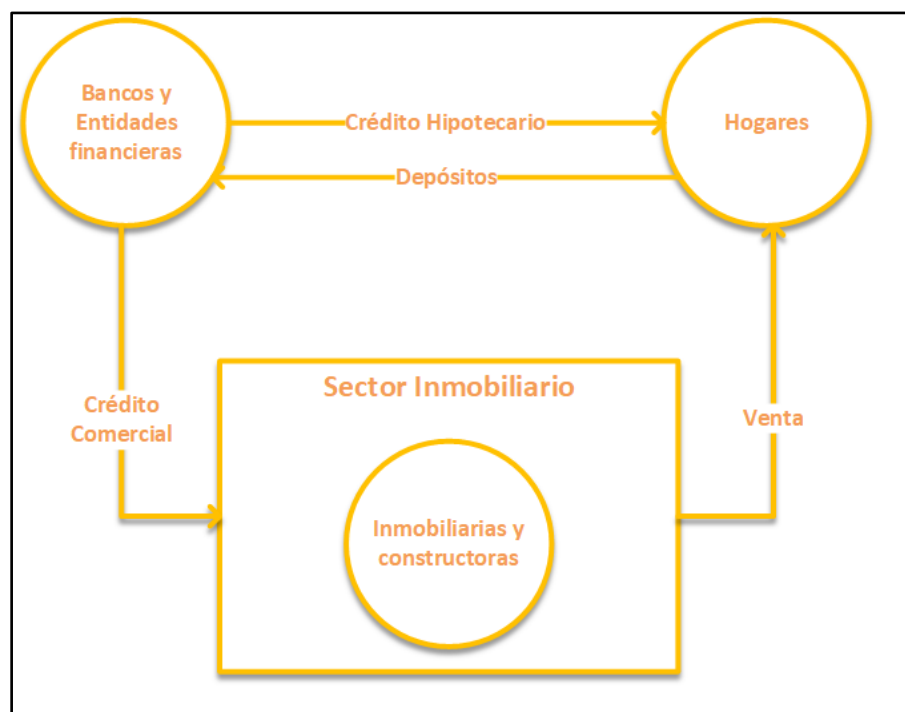 Bancos y
Entidades
financieras
Crédito Hipotecario
Hogares
Depósitos
Crédito
Comercial
Sector Inmobiliario
Inmobiliarias y
constructoras
Venta